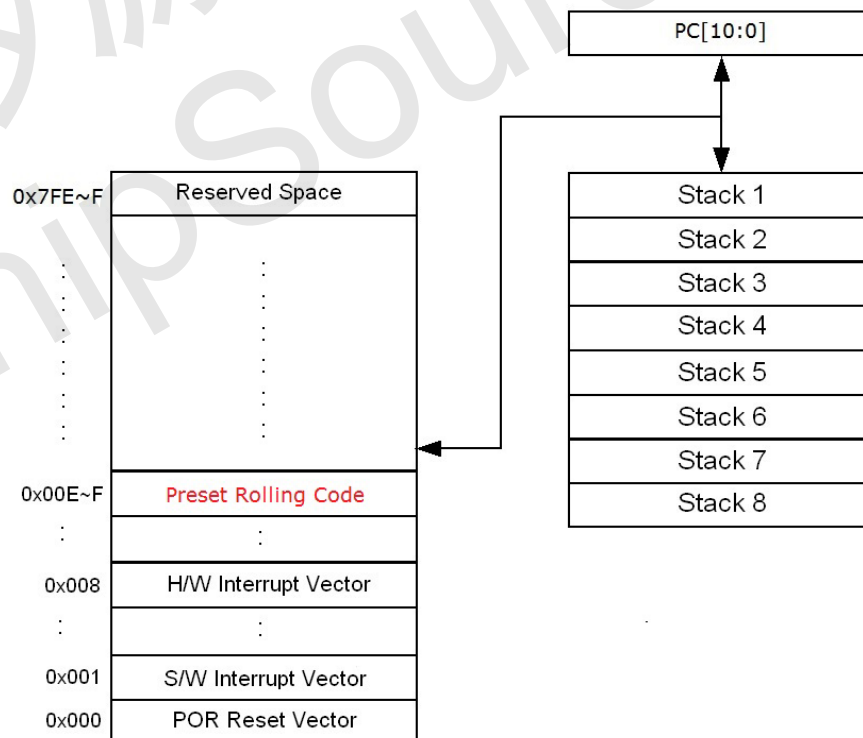 PC[10:0]
0x7FE~F
Reserved Space
Stack 1
Stack 2
Stack 3
Stack 4
Stack 5
Stack 6
Stack 7
Stack 8
0x00E~F
Preset Rolling Code
0x008
H/W Interrupt Vector
0x001
S/W Interrupt Vector
0x000
POR Reset Vector